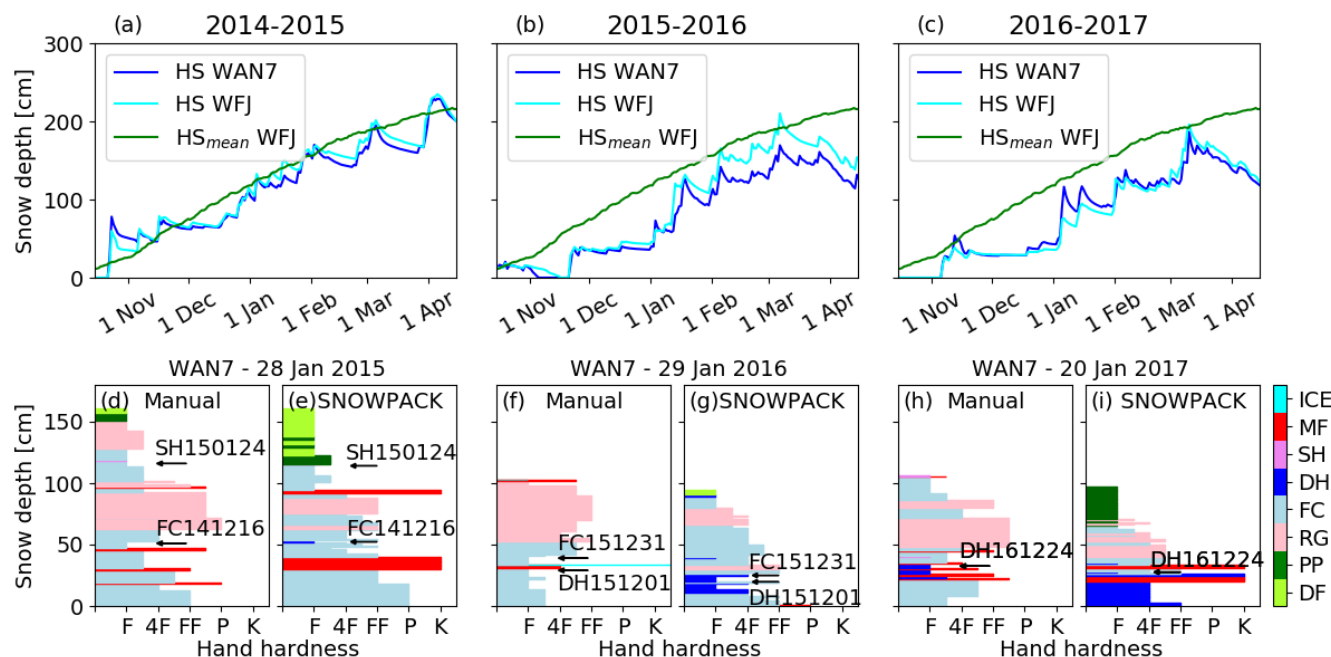 (a) 2014-2015
(b) 2015-2016
(c) 2016-2017
Snow depth [cm]
300
200
100
0
HS WAN7
HS WFJ
HSmean WFJ
HS WAN7
HS WFJ
HSmean WFJ
HS WAN7
HS WFJ
HSmean WFJ
1 Nov 1 Dec 1 Jan 1 Feb 1 Mar 1 Apr
1 Nov 1 Dec 1 Jan 1 Feb 1 Mar 1 Apr
1 Nov 1 Dec 1 Jan 1 Feb 1 Mar 1 Apr
WAN7 - 28 Jan 2015
WAN7 - 29 Jan 2016
WAN7 - 20 Jan 2017
Snow depth [cm]
150
100
50
0
(d) Manual
SH150124
FC141216
(e) SNOWPACK
SH150124
FC141216
(f) Manual
FC151231
DH151201
(g) SNOWPACK
FC151231
DH151201
(h) Manual
DH161224
(i) SNOWPACK
DH161224
F 4F FF P K
F 4F FF P K
F 4F FF P K
F 4F FF P K
F 4F FF P K
F 4F FF P K
Hand hardness
Hand hardness
Hand hardness
ICE
MF
SH
DH
FC
RG
PP
DF